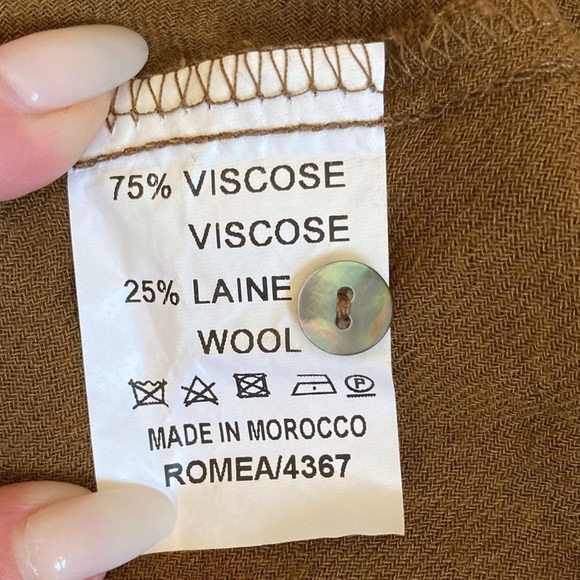 75% VISCOSE
VISCOSE
25% LAINE
WOOL
P
MADE IN MOROCCO
ROMEA/4367